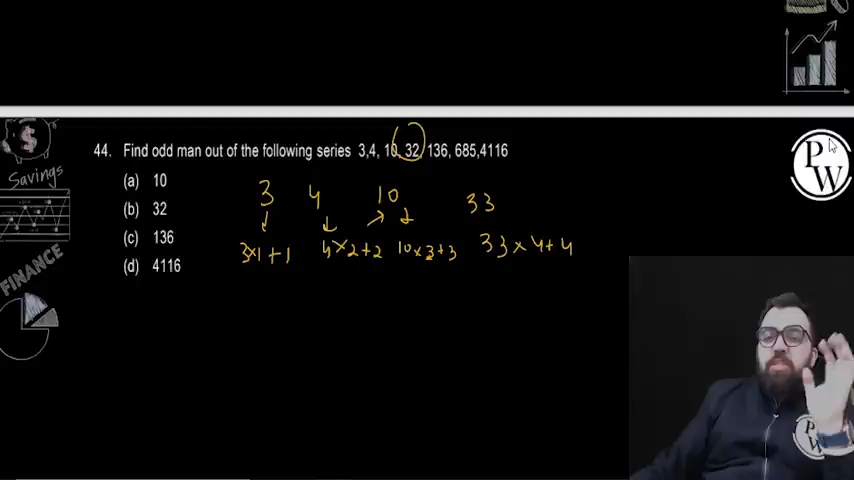 44. Find odd man out of the following series 3,4, 10, 32, 136, 685,4116
(a) 10
(b) 32
(c) 136
(d) 4116
3 4 10 33
3×1+1 4×2+2 10×3+3 33×4+4
$
Savings
FINANCE
PW
PW